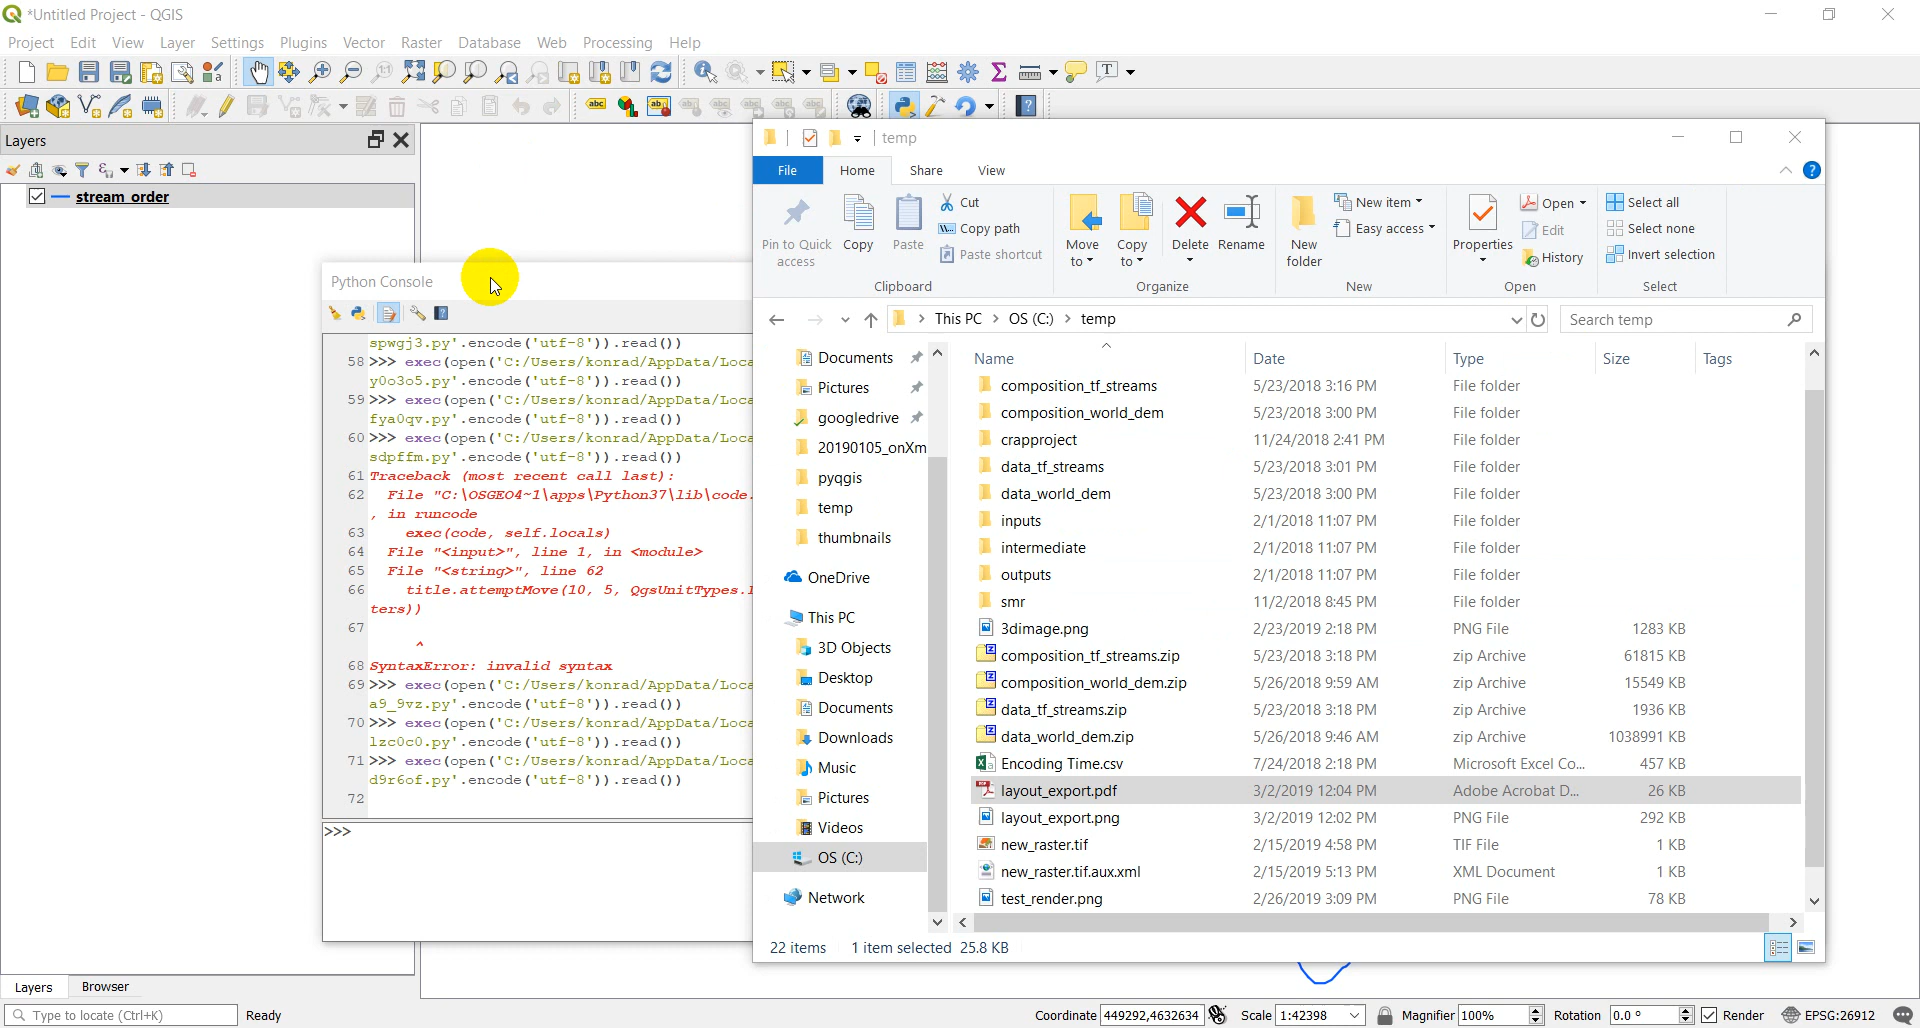 *Untitled Project - QGIS
Project Edit View Layer Settings Plugins Vector Raster Database Web Processing Help
Layers
stream_order
Python Console
spwgj3.py'.encode('utf-8')).read())
58 >>> exec(open('C:/Users/konrad/AppData/Loca
y0o3o5.py'.encode('utf-8')).read())
59 >>> exec(open('C:/Users/konrad/AppData/Loca
fya0qv.py'.encode('utf-8')).read())
60 >>> exec(open('C:/Users/konrad/AppData/Loca
sdpffm.py'.encode('utf-8')).read())
61 Traceback (most recent call last):
62 File "C:\OSGEO4~1\apps\Python37\lib\code.
, in runcode
63 exec(code, self.locals)
64 File "<input>", line 1, in <module>
65 File "<string>", line 62
66 title.attemptMove(10, 5, QgsUnitTypes.
ters))
67
^
68 SyntaxError: invalid syntax
69 >>> exec(open('C:/Users/konrad/AppData/Loca
a9_9vz.py'.encode('utf-8')).read())
70 >>> exec(open('C:/Users/konrad/AppData/Loca
lzc0c0.py'.encode('utf-8')).read())
71 >>> exec(open('C:/Users/konrad/AppData/Loca
d9r6of.py'.encode('utf-8')).read())
72
>>>
temp
File Home Share View
Pin to Quick access
Copy
Paste
Cut
Copy path
Paste shortcut
Clipboard
Move to
Copy to
Delete
Rename
Organize
New folder
New item
Easy access
New
Properties
Open
Edit
History
Open
Select all
Select none
Invert selection
Select
This PC > OS (C:) > temp
Search temp
Documents
Pictures
googledrive
20190105_onXm
pyqgis
temp
thumbnails
OneDrive
This PC
3D Objects
Desktop
Documents
Downloads
Music
Pictures
Videos
OS (C:)
Network
Name Date Type Size Tags
composition_tf_streams 5/23/2018 3:16 PM File folder
composition_world_dem 5/23/2018 3:00 PM File folder
crapproject 11/24/2018 2:41 PM File folder
data_tf_streams 5/23/2018 3:01 PM File folder
data_world_dem 5/23/2018 3:00 PM File folder
inputs 2/1/2018 11:07 PM File folder
intermediate 2/1/2018 11:07 PM File folder
outputs 2/1/2018 11:07 PM File folder
smr 11/2/2018 8:45 PM File folder
3dimage.png 2/23/2019 2:18 PM PNG File 1283 KB
composition_tf_streams.zip 5/23/2018 3:18 PM zip Archive 61815 KB
composition_world_dem.zip 5/26/2018 9:59 AM zip Archive 15549 KB
data_tf_streams.zip 5/23/2018 3:18 PM zip Archive 1936 KB
data_world_dem.zip 5/26/2018 9:46 AM zip Archive 1038991 KB
Encoding Time.csv 7/24/2018 2:18 PM Microsoft Excel Co... 457 KB
layout_export.pdf 3/2/2019 12:04 PM Adobe Acrobat D... 26 KB
layout_export.png 3/2/2019 12:02 PM PNG File 292 KB
new_raster.tif 2/15/2019 4:58 PM TIF File 1 KB
new_raster.tif.aux.xml 2/15/2019 5:13 PM XML Document 1 KB
test_render.png 2/26/2019 3:09 PM PNG File 78 KB
22 items 1 item selected 25.8 KB
Layers Browser
Type to locate (Ctrl+K) Ready Coordinate 449292,4632634 Scale 1:42398 Magnifier 100% Rotation 0.0 ° Render EPSG:26912